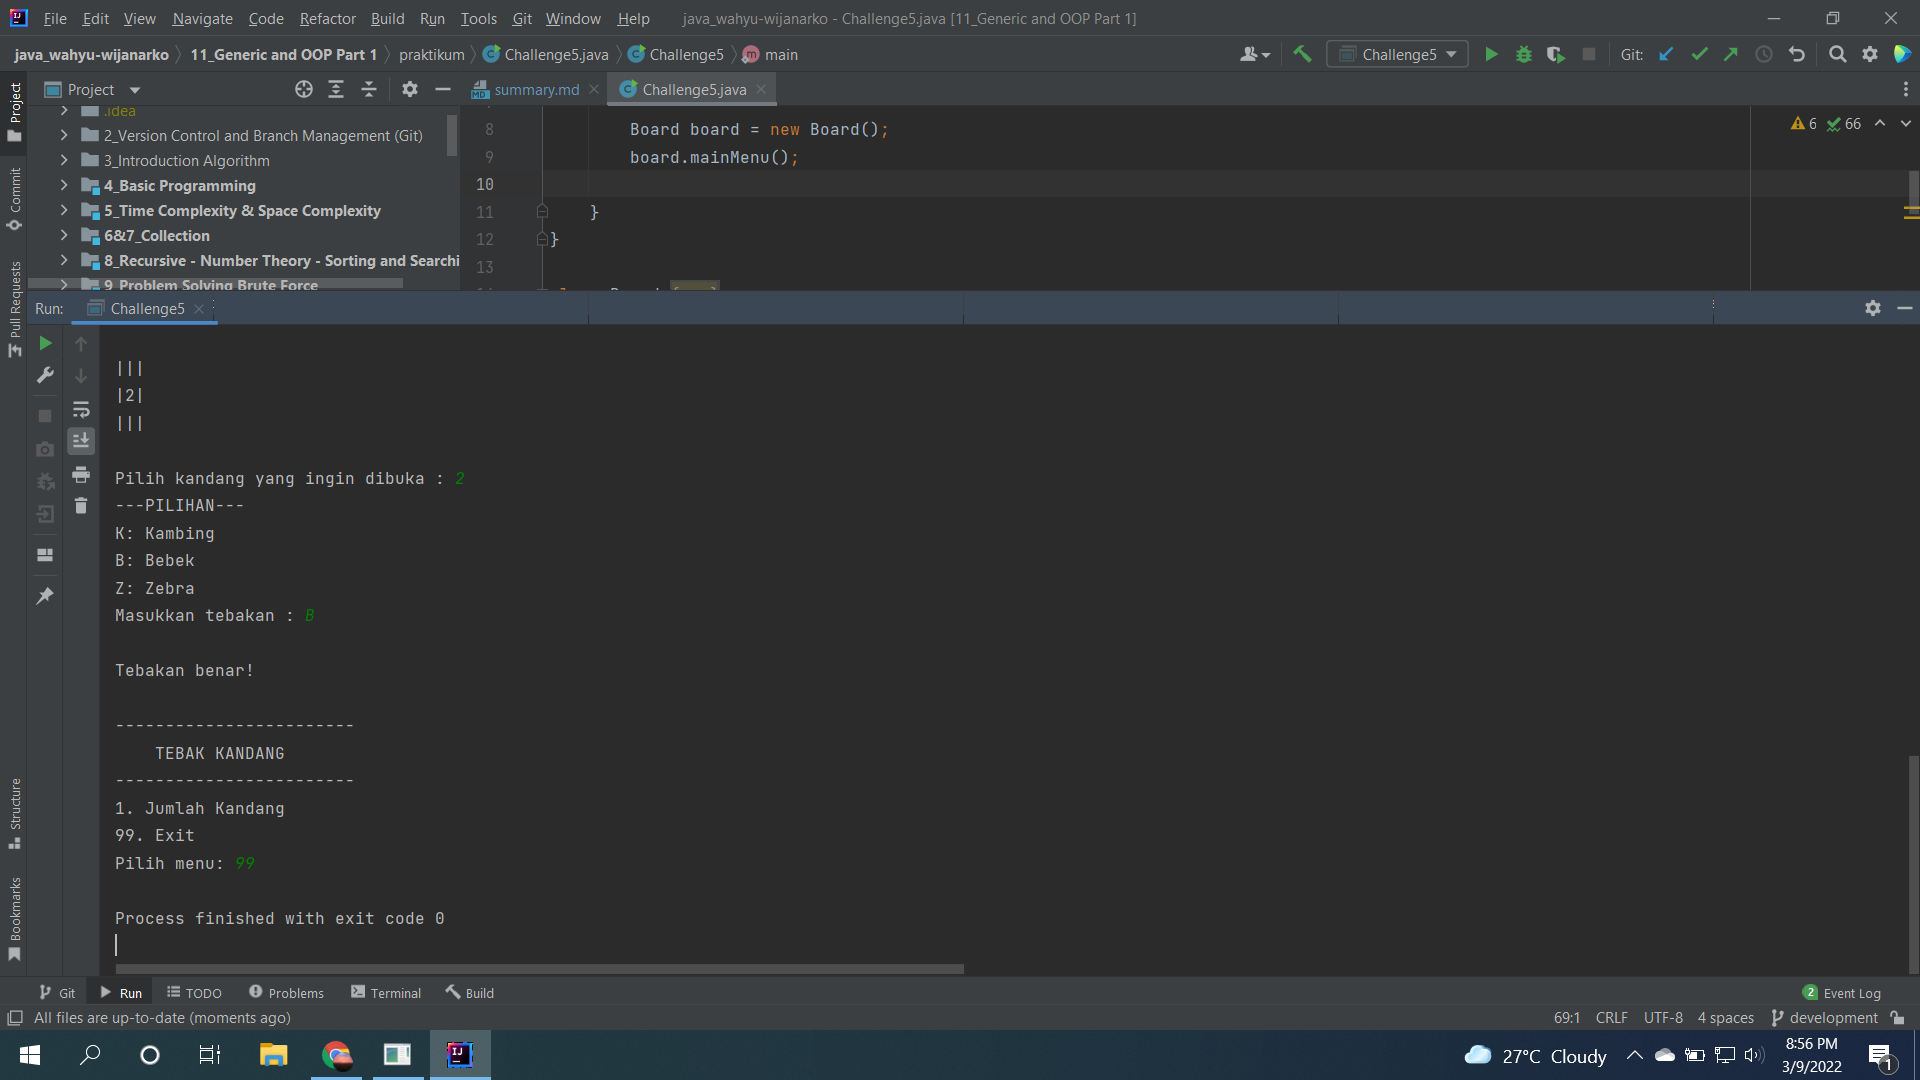 File Edit View Navigate Code Refactor Build Run Tools Git Window Help java_wahyu-wijanarko - Challenge5.java [11_Generic and OOP Part 1]
java_wahyu-wijanarko 11_Generic and OOP Part 1 praktikum Challenge5.java Challenge5 main Challenge5 Git:
Project summary.md Challenge5.java
.idea
2_Version Control and Branch Management (Git)
3_Introduction Algorithm
4_Basic Programming
5_Time Complexity & Space Complexity
6&7_Collection
8_Recursive - Number Theory - Sorting and Searchi
9_Problem Solving Brute Force
8 Board board = new Board();
9 board.mainMenu();
10
11 }
12 }
13
6 66
Project
Commit
Pull Requests
Structure
Bookmarks
Run: Challenge5
|||
|2|
|||
Pilih kandang yang ingin dibuka : 2
---PILIHAN---
K: Kambing
B: Bebek
Z: Zebra
Masukkan tebakan : B
Tebakan benar!
------------------------
TEBAK KANDANG
------------------------
1. Jumlah Kandang
99. Exit
Pilih menu: 99
Process finished with exit code 0
Git Run TODO Problems Terminal Build 2 Event Log
All files are up-to-date (moments ago) 69:1 CRLF UTF-8 4 spaces development
27°C Cloudy 8:56 PM
3/9/2022
1